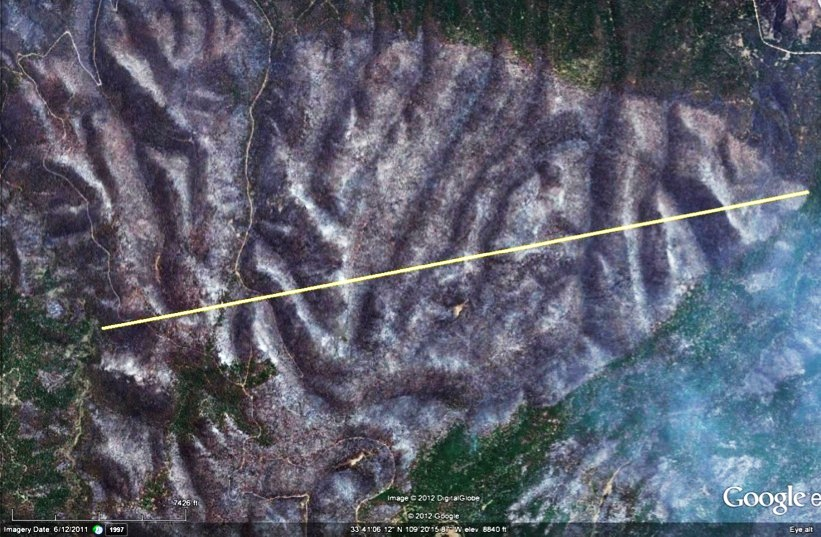 7426 ft
Image © 2012 DigitalGlobe
© 2012 Google
Google e
Imagery Date: 6/12/2011 1997 33°41'06.12" N 109°20'15.87" W elev 8840 ft Eye alt